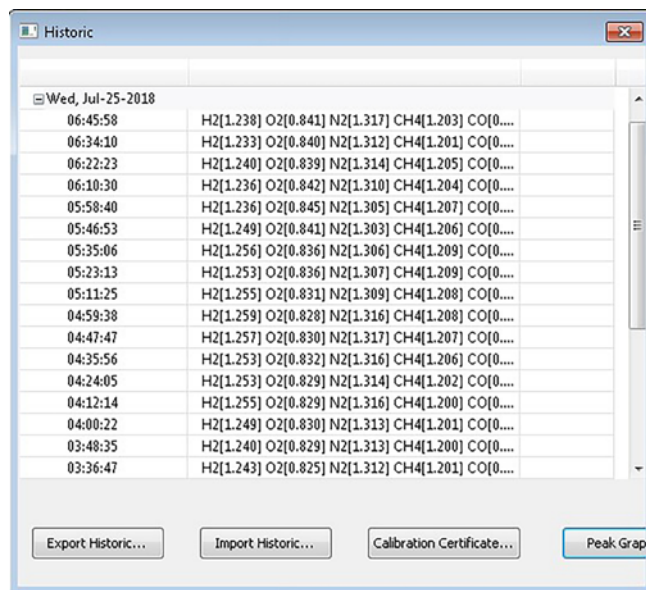 Historic
Wed, Jul-25-2018
06:45:58 H2[1.238] O2[0.841] N2[1.317] CH4[1.203] CO[0....
06:34:10 H2[1.233] O2[0.840] N2[1.312] CH4[1.201] CO[0....
06:22:23 H2[1.240] O2[0.839] N2[1.314] CH4[1.205] CO[0....
06:10:30 H2[1.236] O2[0.842] N2[1.310] CH4[1.204] CO[0....
05:58:40 H2[1.236] O2[0.845] N2[1.305] CH4[1.207] CO[0....
05:46:53 H2[1.249] O2[0.841] N2[1.303] CH4[1.206] CO[0....
05:35:06 H2[1.256] O2[0.836] N2[1.306] CH4[1.209] CO[0....
05:23:13 H2[1.253] O2[0.836] N2[1.307] CH4[1.209] CO[0....
05:11:25 H2[1.255] O2[0.831] N2[1.309] CH4[1.208] CO[0....
04:59:38 H2[1.259] O2[0.828] N2[1.316] CH4[1.208] CO[0....
04:47:47 H2[1.257] O2[0.830] N2[1.317] CH4[1.207] CO[0....
04:35:56 H2[1.253] O2[0.832] N2[1.316] CH4[1.206] CO[0....
04:24:05 H2[1.253] O2[0.829] N2[1.314] CH4[1.202] CO[0....
04:12:14 H2[1.255] O2[0.829] N2[1.316] CH4[1.200] CO[0....
04:00:22 H2[1.249] O2[0.830] N2[1.313] CH4[1.201] CO[0....
03:48:35 H2[1.240] O2[0.829] N2[1.313] CH4[1.200] CO[0....
03:36:47 H2[1.243] O2[0.825] N2[1.312] CH4[1.201] CO[0....
Export Historic... Import Historic... Calibration Certificate... Peak Grap